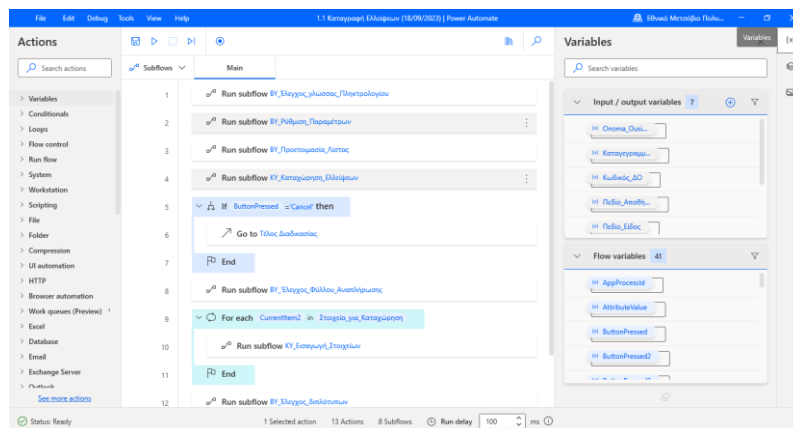 File Edit Debug Tools View Help
1.1 Καταγραφή Ελλείψεων (18/09/2023) | Power Automate
Εθνικό Μετσόβιο Πολυ...
Actions
Search actions
Variables
Conditionals
Loops
Flow control
Run flow
System
Workstation
Scripting
File
Folder
Compression
UI automation
HTTP
Browser automation
Work queues (Preview)
Excel
Database
Email
Exchange Server
Outlook
See more actions
Subflows
Main
1 Run subflow ΒΥ_Έλεγχος_γλώσσας_Πληκτρολογίου
2 Run subflow ΒΥ_Ρύθμιση_Παραμέτρων
3 Run subflow ΒΥ_Προετοιμασία_Λίστας
4 Run subflow ΚΥ_Καταχώρηση_Ελλείψεων
5 If ButtonPressed ='Cancel' then
6 Go to Τέλος Διαδικασίας
7 End
8 Run subflow ΒΥ_Έλεγχος_Φύλλου_Αναπλήρωσης
9 For each CurrentItem2 in Στοιχεία_για_Καταχώρηση
10 Run subflow ΚΥ_Εισαγωγή_Στοιχείων
11 End
12 Run subflow ΒΥ_Έλεγχος_διπλότυπων
Variables
Variables
Search variables
Input / output variables 7
Onoma_Ousi...
Καταγεγραμμ...
Κωδικός_ΔΟ
Πεδίο_Αποθή...
Πεδίο_Είδος
Flow variables 41
AppProcessId
AttributeValue
ButtonPressed
ButtonPressed2
Status: Ready
1 Selected action 13 Actions 8 Subflows Run delay 100 ms